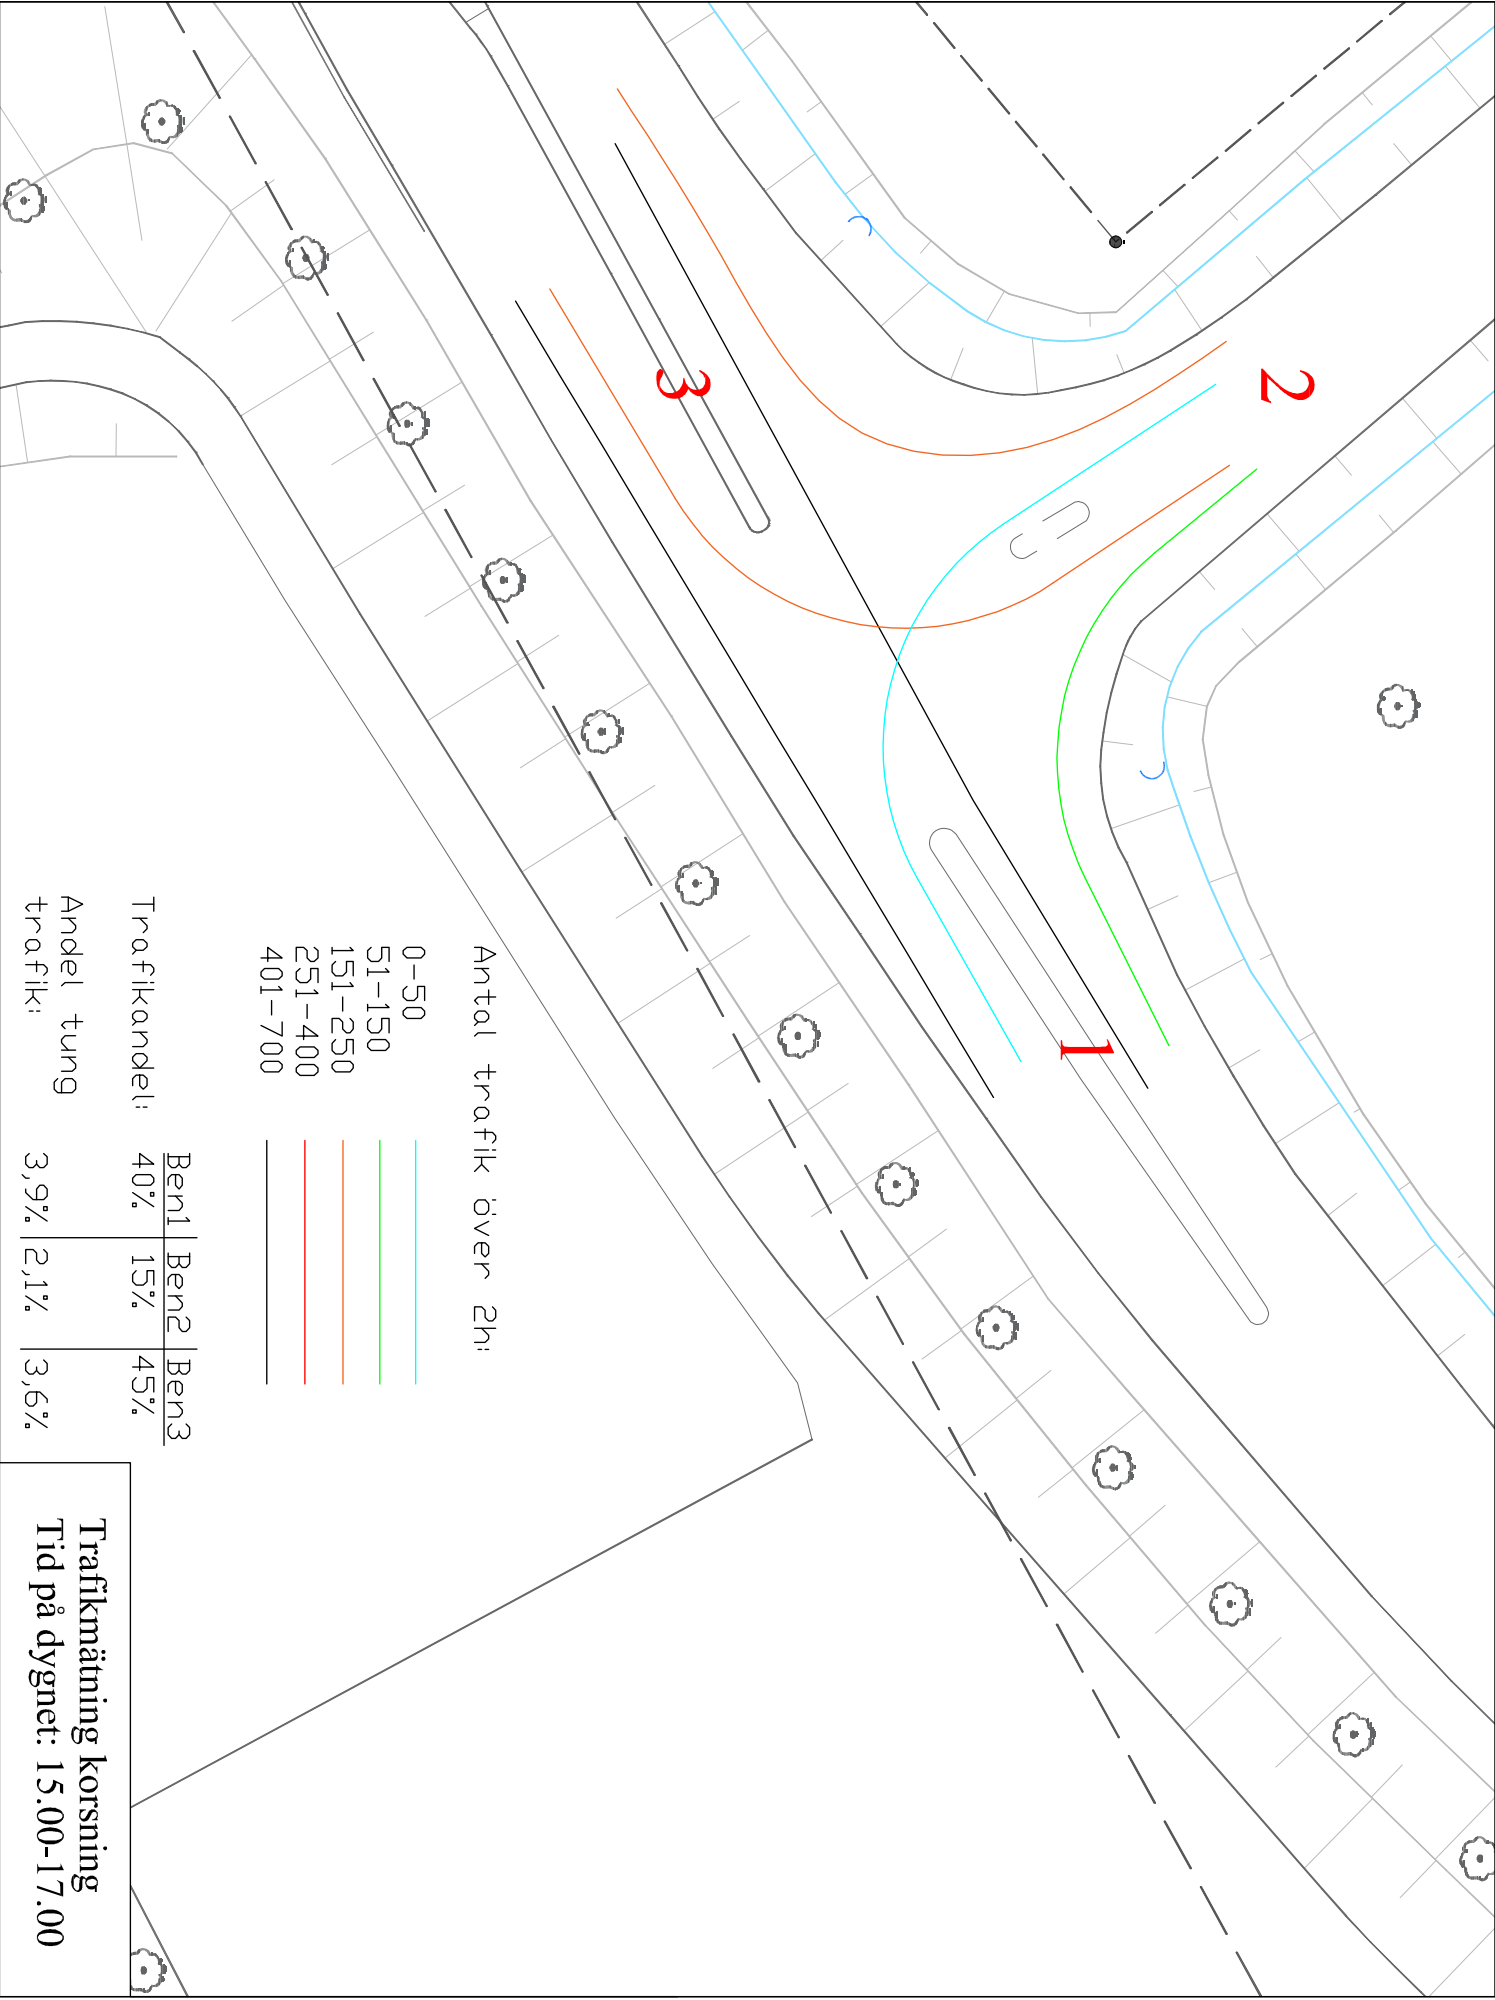 2
3
1
Antal trafik över 2h:
0-50
51-150
151-250
251-400
401-700
Ben1 Ben2 Ben3
Trafikandel: 40% 15% 45%
Andel tung
trafik: 3,9% 2,1% 3,6%
Trafikmätning korsning
Tid på dygnet: 15.00-17.00